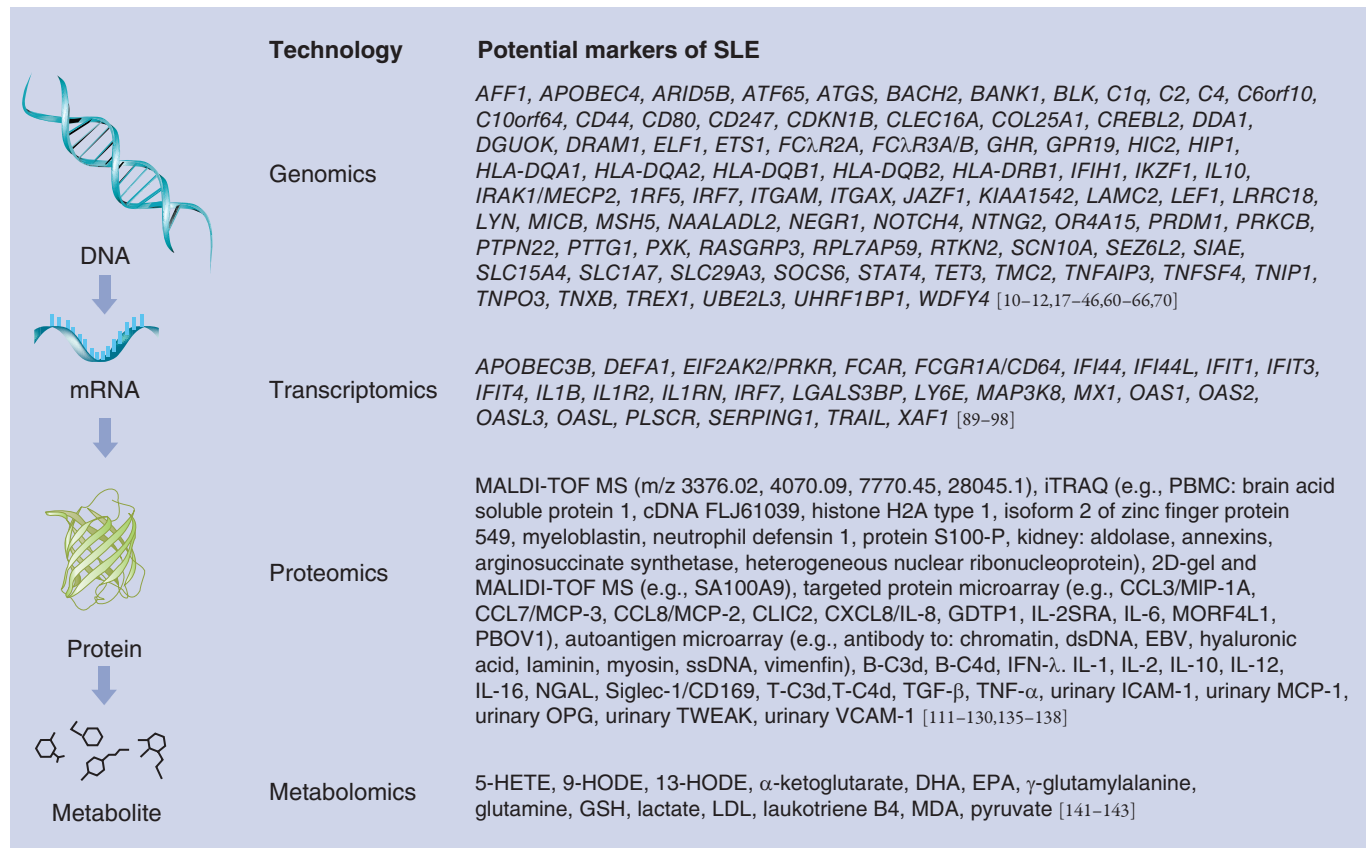 Technology Potential markers of SLE
AFF1, APOBEC4, ARID5B, ATF65, ATGS, BACH2, BANK1, BLK, C1q, C2, C4, C6orf10,
C10orf64, CD44, CD80, CD247, CDKN1B, CLEC16A, COL25A1, CREBL2, DDA1,
DGUOK, DRAM1, ELF1, ETS1, FCλR2A, FCλR3A/B, GHR, GPR19, HIC2, HIP1,
Genomics
HLA-DQA1, HLA-DQA2, HLA-DQB1, HLA-DQB2, HLA-DRB1, IFIH1, IKZF1, IL10,
IRAK1/MECP2, 1RF5, IRF7, ITGAM, ITGAX, JAZF1, KIAA1542, LAMC2, LEF1, LRRC18,
LYN, MICB, MSH5, NAALADL2, NEGR1, NOTCH4, NTNG2, OR4A15, PRDM1, PRKCB,
PTPN22, PTTG1, PXK, RASGRP3, RPL7AP59, RTKN2, SCN10A, SEZ6L2, SIAE,
DNA
SLC15A4, SLC1A7, SLC29A3, SOCS6, STAT4, TET3, TMC2, TNFAIP3, TNFSF4, TNIP1,
TNPO3, TNXB, TREX1, UBE2L3, UHRF1BP1, WDFY4 [10–12,17–46,60–66,70]
mRNA
Transcriptomics
APOBEC3B, DEFA1, EIF2AK2/PRKR, FCAR, FCGR1A/CD64, IFI44, IFI44L, IFIT1, IFIT3,
IFIT4, IL1B, IL1R2, IL1RN, IRF7, LGALS3BP, LY6E, MAP3K8, MX1, OAS1, OAS2,
OASL3, OASL, PLSCR, SERPING1, TRAIL, XAF1 [89–98]
MALDI-TOF MS (m/z 3376.02, 4070.09, 7770.45, 28045.1), iTRAQ (e.g., PBMC: brain acid
soluble protein 1, cDNA FLJ61039, histone H2A type 1, isoform 2 of zinc finger protein
549, myeloblastin, neutrophil defensin 1, protein S100-P, kidney: aldolase, annexins,
Proteomics
arginosuccinate synthetase, heterogeneous nuclear ribonucleoprotein), 2D-gel and
MALIDI-TOF MS (e.g., SA100A9), targeted protein microarray (e.g., CCL3/MIP-1A,
CCL7/MCP-3, CCL8/MCP-2, CLIC2, CXCL8/IL-8, GDTP1, IL-2SRA, IL-6, MORF4L1,
Protein
PBOV1), autoantigen microarray (e.g., antibody to: chromatin, dsDNA, EBV, hyaluronic
acid, laminin, myosin, ssDNA, vimenfin), B-C3d, B-C4d, IFN-λ. IL-1, IL-2, IL-10, IL-12,
IL-16, NGAL, Siglec-1/CD169, T-C3d,T-C4d, TGF-β, TNF-α, urinary ICAM-1, urinary MCP-1,
urinary OPG, urinary TWEAK, urinary VCAM-1 [111–130,135–138]
Metabolite
Metabolomics
5-HETE, 9-HODE, 13-HODE, α-ketoglutarate, DHA, EPA, γ-glutamylalanine,
glutamine, GSH, lactate, LDL, laukotriene B4, MDA, pyruvate [141–143]